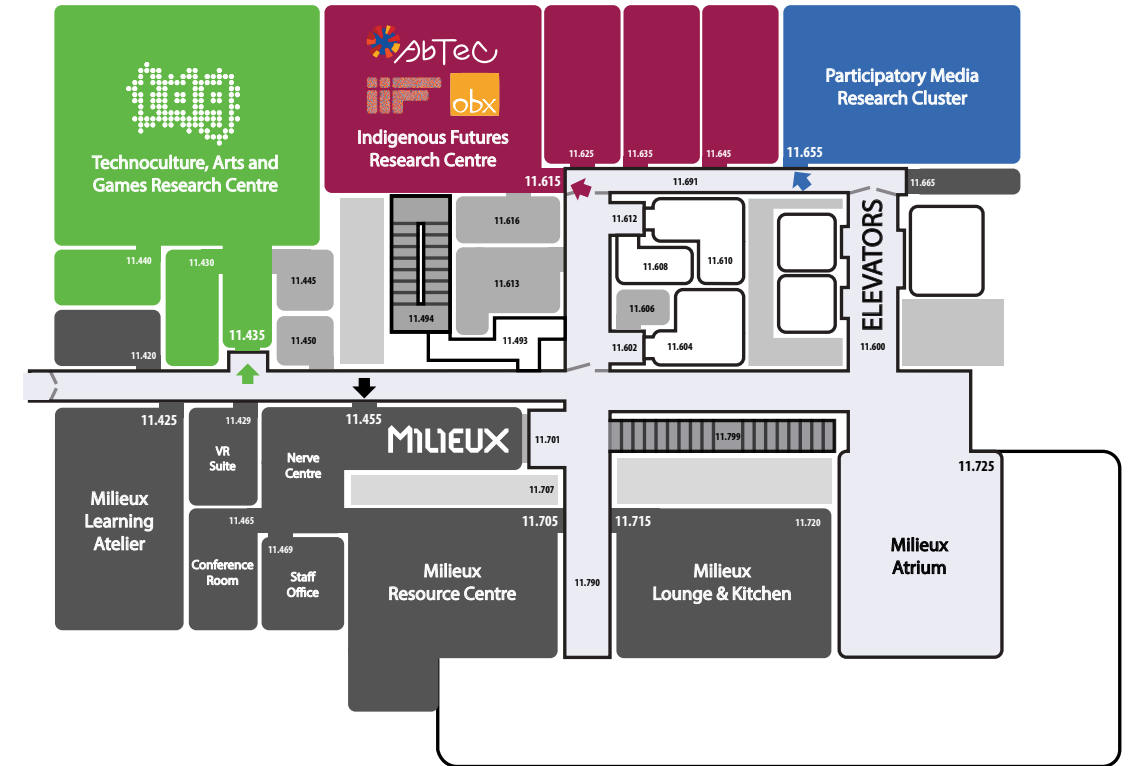 AbTeC
iiF
obx
Indigenous Futures
Research Centre
11.615
TAG
Technoculture, Arts and
Games Research Centre
11.625
11.635
11.645
Participatory Media
Research Cluster
11.655
11.691
11.665
11.440
11.430
11.445
11.435
11.450
11.420
11.616
11.613
11.494
11.493
11.612
11.608
11.610
11.606
11.602
11.604
ELEVATORS
11.600
11.425
Milieux
Learning
Atelier
11.429
VR
Suite
11.455
MILIEUX
Nerve
Centre
11.465
Conference
Room
11.469
Staff
Office
11.701
11.707
11.799
11.705
Milieux
Resource Centre
11.790
11.715
11.720
Milieux
Lounge & Kitchen
11.725
Milieux
Atrium